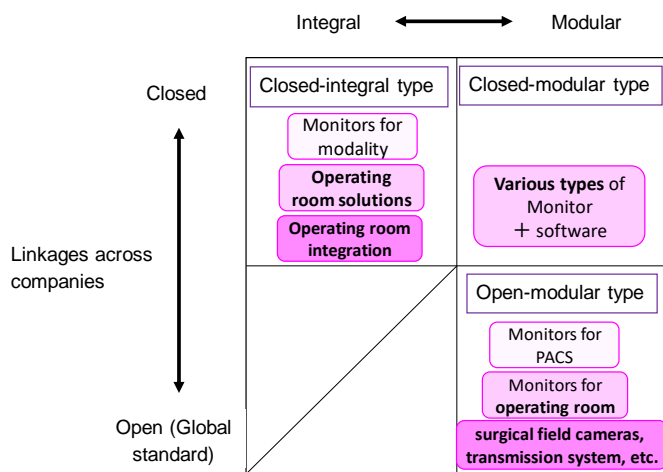 Integral Modular
Closed
Linkages across
companies
Open (Global
standard)
Closed-integral type
Monitors for
modality
Operating
room solutions
Operating room
integration
Closed-modular type
Various types of
Monitor
＋ software
Open-modular type
Monitors for
PACS
Monitors for
operating room
surgical field cameras,
transmission system, etc.